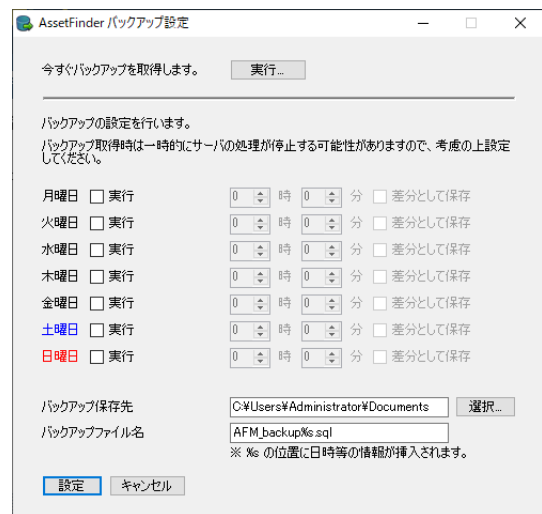 AssetFinder バックアップ設定
今すぐバックアップを取得します。 実行...
バックアップの設定を行います。
バックアップ取得時は一時的にサーバの処理が停止する可能性がありますので、考慮の上設定
してください。
月曜日 実行 0 時 0 分 差分として保存
火曜日 実行 0 時 0 分 差分として保存
水曜日 実行 0 時 0 分 差分として保存
木曜日 実行 0 時 0 分 差分として保存
金曜日 実行 0 時 0 分 差分として保存
土曜日 実行 0 時 0 分 差分として保存
日曜日 実行 0 時 0 分 差分として保存
バックアップ保存先 C:¥Users¥Administrator¥Documents 選択...
バックアップファイル名 AFM_backup%s.sql
※ %s の位置に日時等の情報が挿入されます。
設定 キャンセル